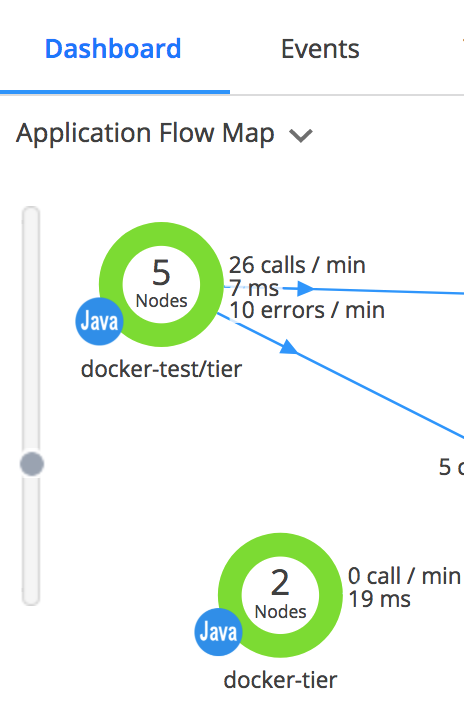 Dashboard Events
Application Flow Map
26 calls / min
5
7 ms
Nodes
10 errors / min
Java
docker-test/tier
5
0 call / min
2
19 ms
Nodes
Java
docker-tier